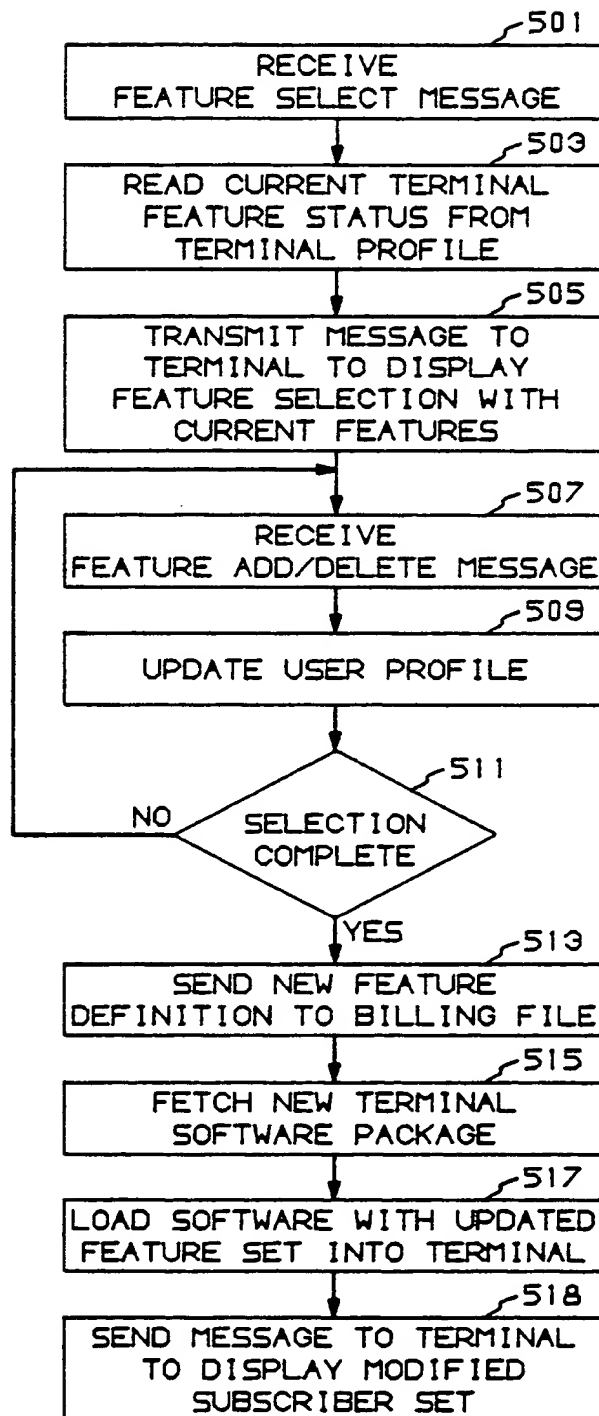 501
RECEIVE
FEATURE SELECT MESSAGE
503
READ CURRENT TERMINAL
FEATURE STATUS FROM
TERMINAL PROFILE
505
TRANSMIT MESSAGE TO
TERMINAL TO DISPLAY
FEATURE SELECTION WITH
CURRENT FEATURES
507
RECEIVE
FEATURE ADD/DELETE MESSAGE
509
UPDATE USER PROFILE
511
NO
SELECTION
COMPLETE
YES
513
SEND NEW FEATURE
DEFINITION TO BILLING FILE
515
FETCH NEW TERMINAL
SOFTWARE PACKAGE
517
LOAD SOFTWARE WITH UPDATED
FEATURE SET INTO TERMINAL
518
SEND MESSAGE TO TERMINAL
TO DISPLAY MODIFIED
SUBSCRIBER SET